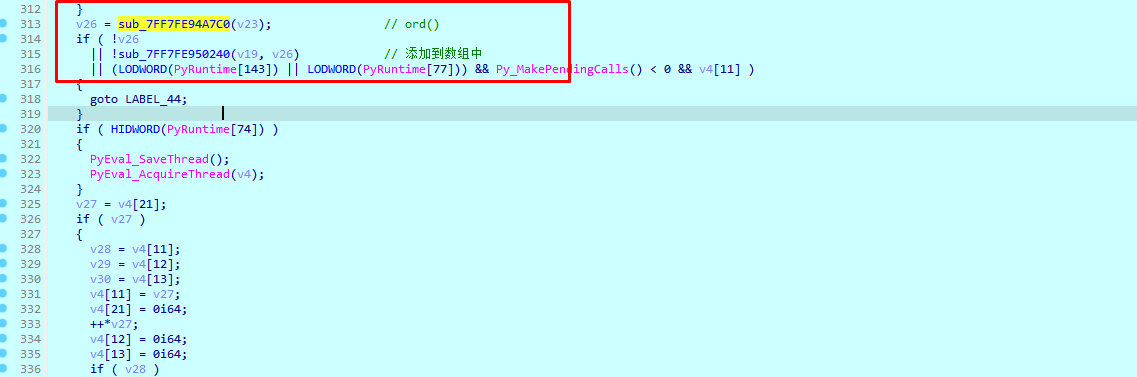 312 }
313 v26 = sub_7FF7FE94A7C0(v23); // ord()
314 if ( !v26
315 || !sub_7FF7FE950240(v19, v26) // 添加到数组中
316 || (LODWORD(PyRuntime[143]) || LODWORD(PyRuntime[77])) && Py_MakePendingCalls() < 0 && v4[11] )
317 {
318 goto LABEL_44;
319 }
320 if ( HIDWORD(PyRuntime[74]) )
321 {
322 PyEval_SaveThread();
323 PyEval_AcquireThread(v4);
324 }
325 v27 = v4[21];
326 if ( v27 )
327 {
328 v28 = v4[11];
329 v29 = v4[12];
330 v30 = v4[13];
331 v4[11] = v27;
332 v4[21] = 0i64;
333 ++*v27;
334 v4[12] = 0i64;
335 v4[13] = 0i64;
336 if ( v28 )